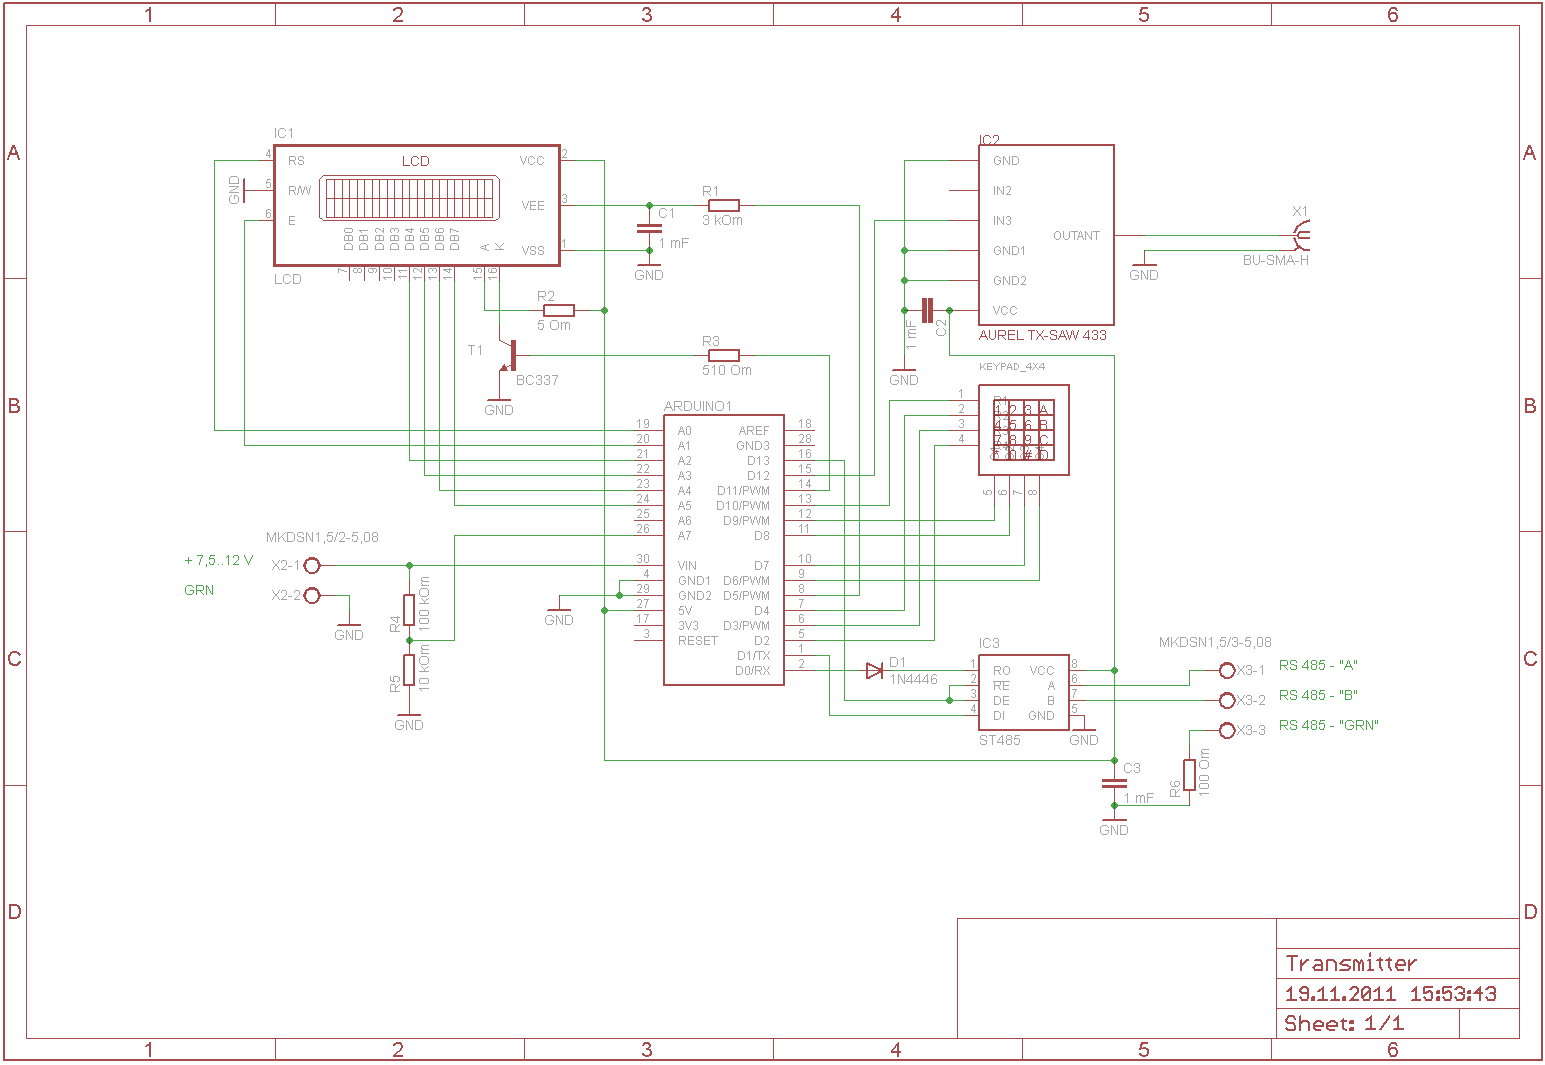 1 2 3 4 5 6
A
B
C
D
A
B
C
D
IC1
LCD
4 RS
5 R/W
6 E
GND
VCC 2
VEE 3
VSS 1
DB0 DB1 DB2 DB3 DB4 DB5 DB6 DB7 A K
7 8 9 10 11 12 13 14 15 16
LCD
R1
3 kOm
C1
1 mF
GND
R2
5 Om
T1
BC337
GND
R3
510 Om
IC2
GND
IN2
IN3
GND1
GND2
VCC
OUTANT
AUREL TX-SAW 433
C2
1 mF
GND
X1
BU-SMA-H
GND
KEYPAD_4X4
1
2
3
4
1 2 3 A
4 5 6 B
7 8 9 C
5 6 7 8
ARDUINO1
19 A0
20 A1
21 A2
22 A3
23 A4
24 A5
25 A6
26 A7
30 VIN
4 GND1
29 GND2
27 5V
17 3V3
3 RESET
AREF 18
GND3 28
D13 16
D12 15
D11/PWM 14
D10/PWM 13
D9/PWM 12
D8 11
D7 10
D6/PWM 9
D5/PWM 8
D4 7
D3/PWM 6
D2 5
D1/TX 1
D0/RX 2
GND
MKDSN1,5/2-5,08
+ 7,5..12 V
X2-1
GRN
X2-2
GND
R4
100 kOm
R5
10 kOm
GND
D1
1N4446
IC3
1 RO
2 RE
3 DE
4 DI
VCC 8
A 6
B 7
GND 5
ST485
GND
MKDSN1,5/3-5,08
X3-1 RS 485 - "A"
X3-2 RS 485 - "B"
X3-3 RS 485 - "GRN"
R6
100 Om
C3
1 mF
GND
Transmitter
19.11.2011 15:53:43
Sheet: 1/1
1 2 3 4 5 6